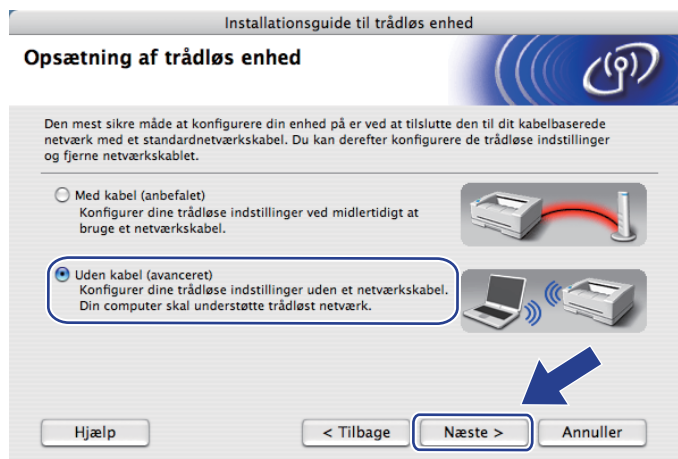 Installationsguide til trådløs enhed
Opsætning af trådløs enhed
Den mest sikre måde at konfigurere din enhed på er ved at tilslutte den til dit kabelbaserede
netværk med et standardnetværkskabel. Du kan derefter konfigurere de trådløse indstillinger
og fjerne netværkskablet.
Med kabel (anbefalet)
Konfigurer dine trådløse indstillinger ved midlertidigt at
bruge et netværkskabel.
Uden kabel (avanceret)
Konfigurer dine trådløse indstillinger uden et netværkskabel.
Din computer skal understøtte trådløst netværk.
Hjælp
< Tilbage
Næste >
Annuller